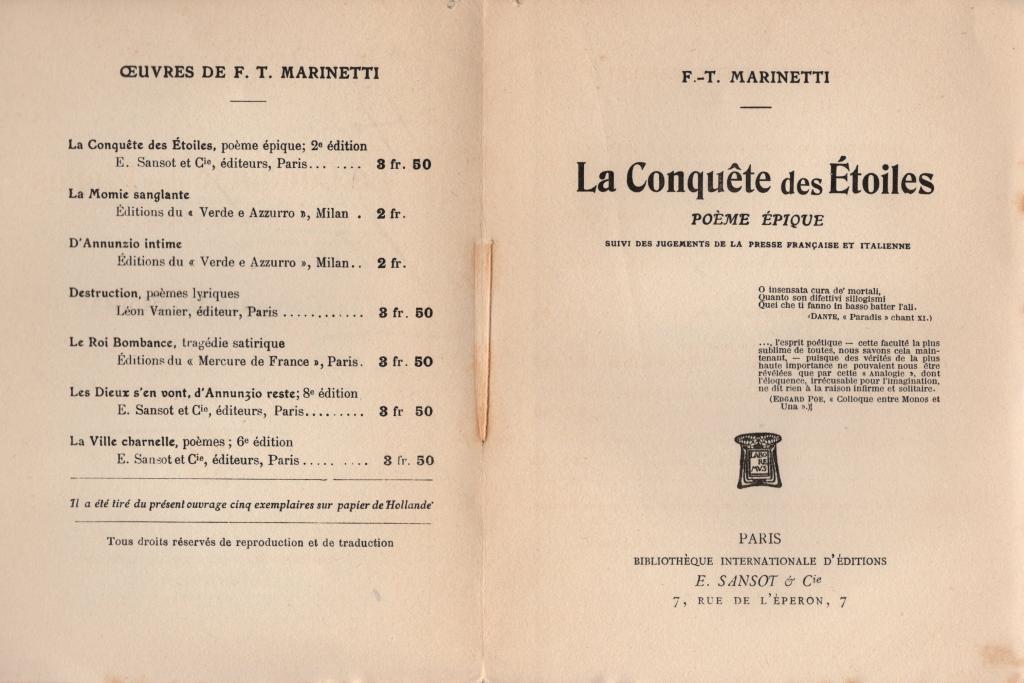 ŒUVRES DE F. T. MARINETTI
La Conquête des Étoiles, poème épique; 2e édition
E. Sansot et Cie, éditeurs, Paris... .... 3 fr. 50
La Momie sanglante
Éditions du « Verde e Azzurro », Milan . 2 fr.
D'Annunzio intime
Éditions du « Verde e Azzurro », Milan.. 2 fr.
Destruction, poèmes lyriques
Léon Vanier, éditeur, Paris ............ 3 fr. 50
Le Roi Bombance, tragédie satirique
Éditions du « Mercure de France », Paris. 3 fr. 50
Les Dieux s'en vont, d'Annunzio reste; 8e édition
E. Sansot et Cie, éditeurs, Paris......... 3 fr 50
La Ville charnelle, poèmes ; 6e édition
E. Sansot et Cie, éditeurs, Paris ..... .... 3 fr. 50
Il a été tiré du présent ouvrage cinq exemplaires sur papier de Hollande
Tous droits réservés de reproduction et de traduction
F.-T. MARINETTI
La Conquête des Étoiles
POÈME ÉPIQUE
SUIVI DES JUGEMENTS DE LA PRESSE FRANÇAISE ET ITALIENNE
O insensata cura de' mortali,
Quanto son difettivi sillogismi
Quei che ti fanno in basso batter l'ali.
(DANTE, « Paradis » chant XI.)
..., l'esprit poétique — cette faculté la plus
sublime de toutes, nous savons cela main-
tenant, — puisque des vérités de la plus
haute importance ne pouvaient nous être
révélées que par cette « Analogie », dont
l'éloquence, irrécusable pour l'imagination,
ne dit rien à la raison infirme et solitaire.
(EDGARD POE, « Colloque entre Monos et
Una ».)
LABO
RE
MVS
PARIS
BIBLIOTHÈQUE INTERNATIONALE D'ÉDITIONS
E. SANSOT & Cie
7, RUE DE L'ÉPERON, 7